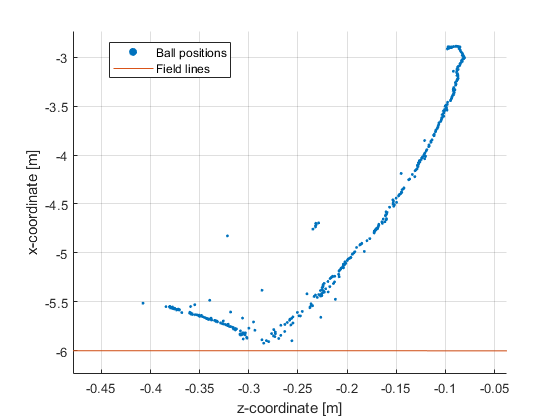 Ball positions
Field lines
-3
-3.5
-4
-4.5
-5
-5.5
-6
x-coordinate [m]
-0.45 -0.4 -0.35 -0.3 -0.25 -0.2 -0.15 -0.1 -0.05
z-coordinate [m]